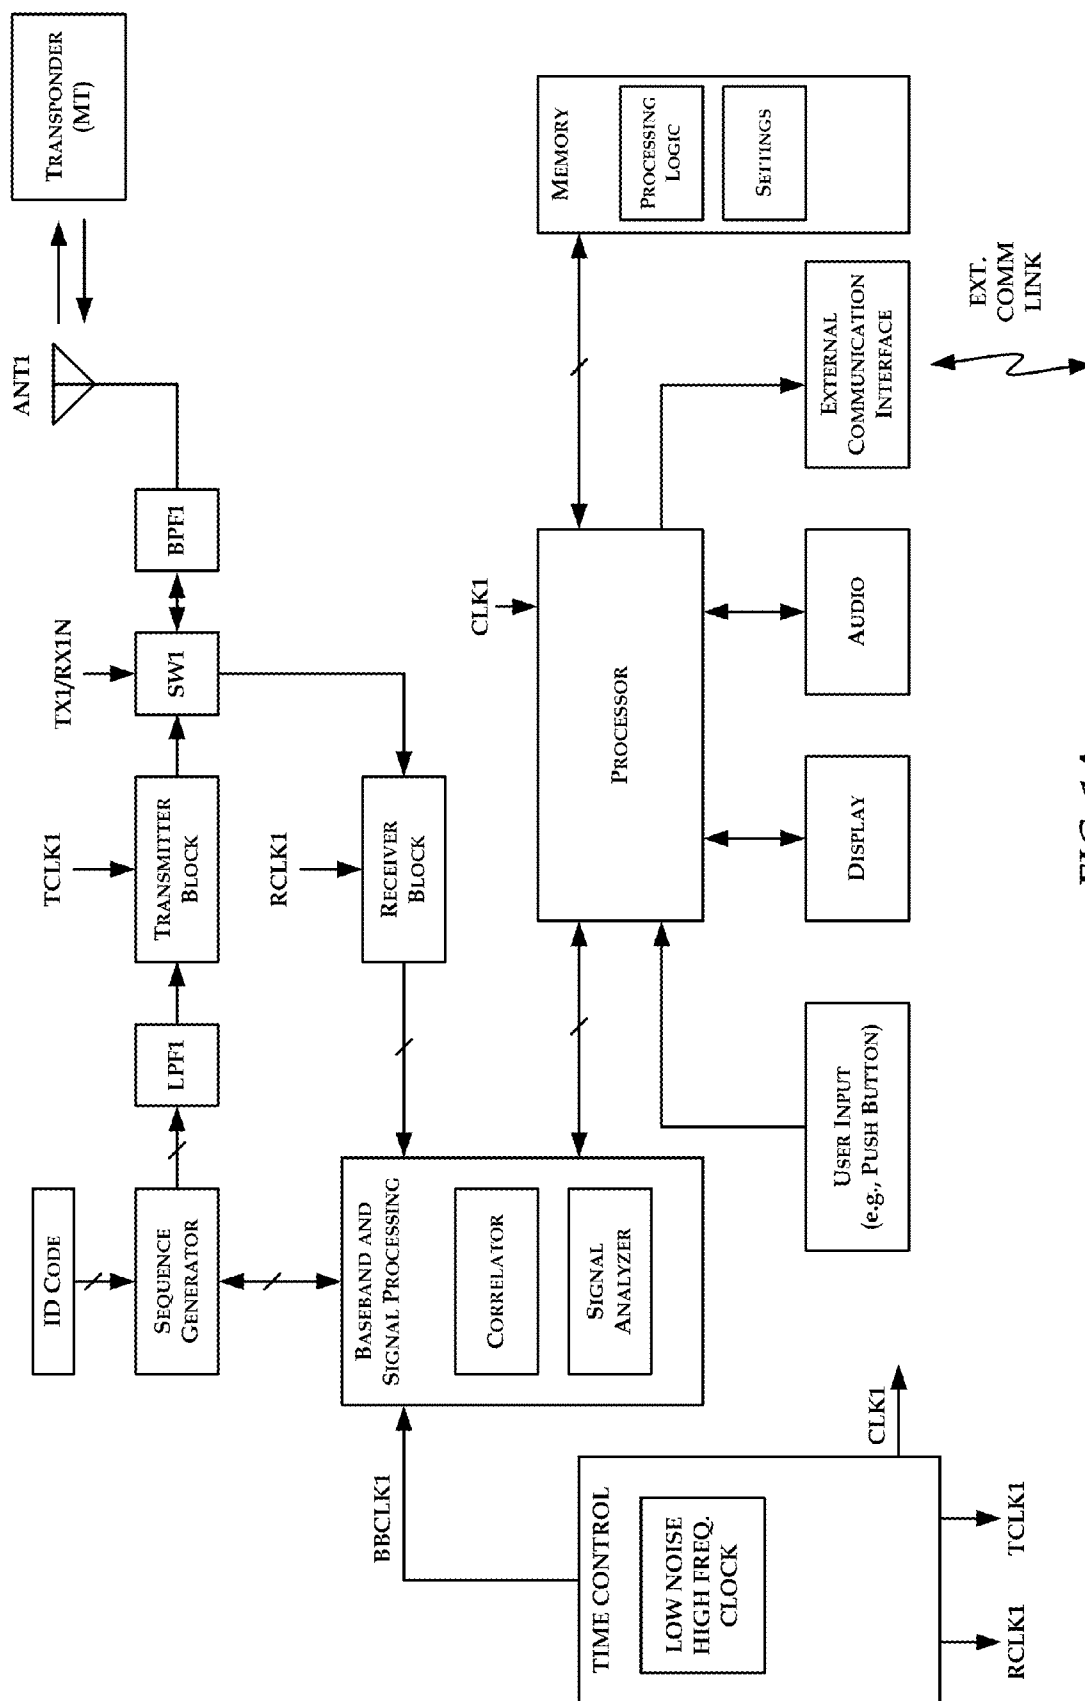 TRANSPONDER
(MT)
ANT1
BPF1
TX1/RX1N
SW1
TCLK1
TRANSMITTER
BLOCK
LPF1
ID CODE
SEQUENCE
GENERATOR
RCLK1
RECEIVER
BLOCK
BASEBAND AND
SIGNAL PROCESSING
CORRELATOR
SIGNAL
ANALYZER
BBCLK1
TIME CONTROL
LOW NOISE
HIGH FREQ.
CLOCK
CLK1
RCLK1
TCLK1
CLK1
PROCESSOR
MEMORY
PROCESSING
LOGIC
SETTINGS
USER INPUT
(e.g., PUSH BUTTON)
DISPLAY
AUDIO
EXTERNAL
COMMUNICATION
INTERFACE
EXT.
COMM
LINK